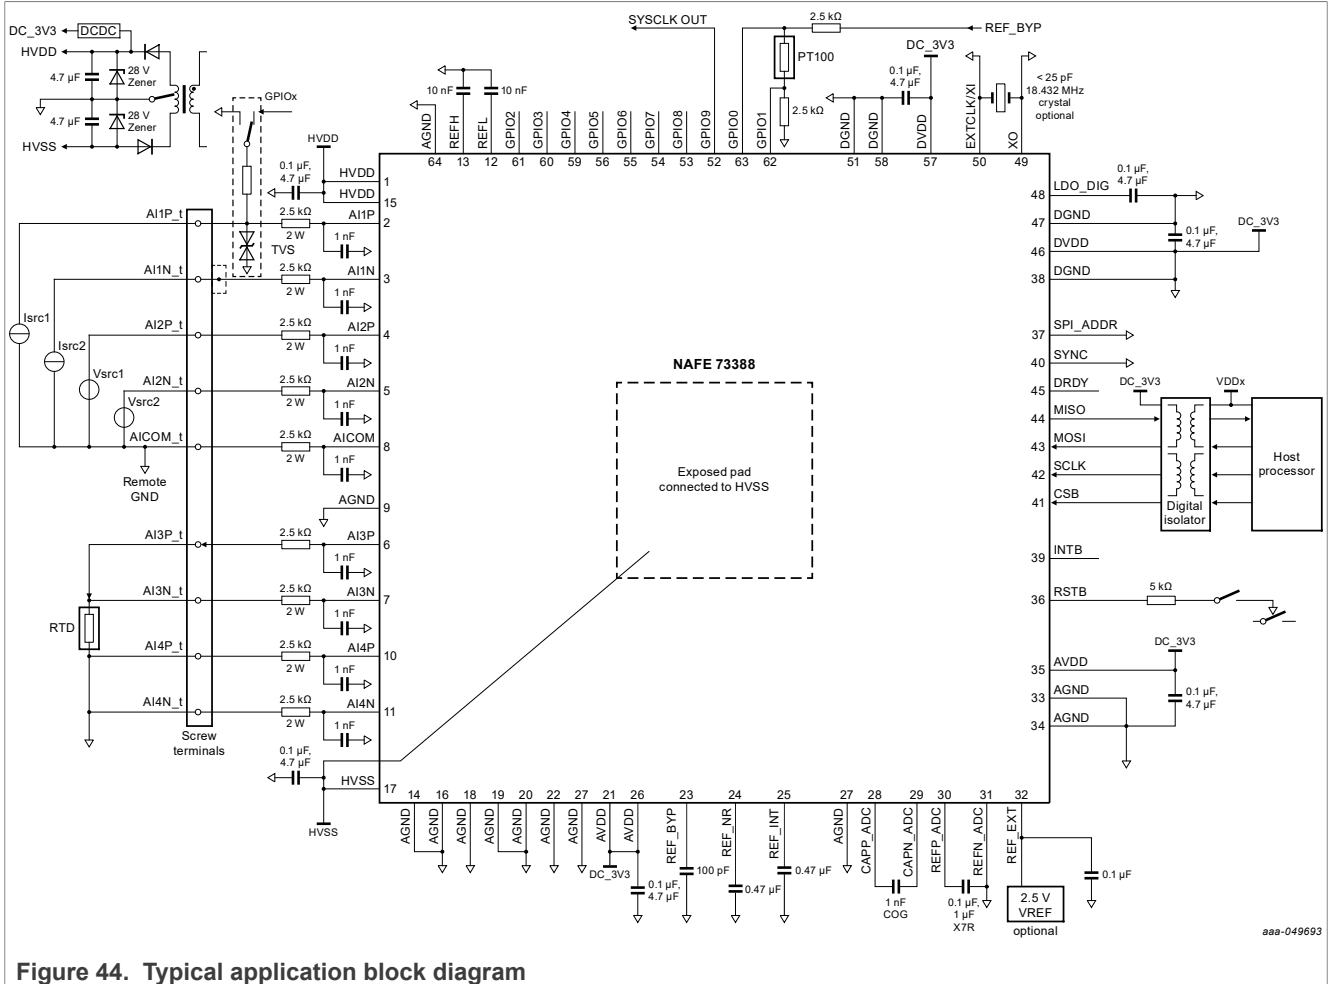 DC_3V3
DCDC
HVDD
4.7 µF
28 V
Zener
4.7 µF
28 V
Zener
HVSS
GPIOx
SYSCLK OUT
2.5 kΩ
REF_BYP
PT100
2.5 kΩ
DC_3V3
0.1 µF,
4.7 µF
< 25 pF
18.432 MHz
crystal
optional
10 nF
10 nF
AGND
REFH
REFL
GPIO2
GPIO3
GPIO4
GPIO5
GPIO6
GPIO7
GPIO8
GPIO9
GPIO0
GPIO1
DGND
DGND
DVDD
EXTCLK/XI
XO
64
13
12
61
60
59
56
55
54
53
52
63
62
51
58
57
50
49
HVDD
0.1 µF,
4.7 µF
HVDD
1
HVDD
15
AI1P_t
2.5 kΩ
2 W
AI1P
2
1 nF
TVS
AI1N_t
2.5 kΩ
2 W
AI1N
3
1 nF
Isrc1
AI2P_t
2.5 kΩ
2 W
AI2P
4
1 nF
Isrc2
Vsrc1
AI2N_t
2.5 kΩ
2 W
AI2N
5
1 nF
Vsrc2
AICOM_t
2.5 kΩ
2 W
AICOM
8
1 nF
Remote
GND
AGND
9
AI3P_t
2.5 kΩ
AI3P
6
1 nF
AI3N_t
2.5 kΩ
2 W
AI3N
7
1 nF
RTD
AI4P_t
2.5 kΩ
2 W
AI4P
10
1 nF
AI4N_t
2.5 kΩ
2 W
AI4N
11
1 nF
Screw
terminals
0.1 µF,
4.7 µF
HVSS
17
HVSS
NAFE 73388
Exposed pad
connected to HVSS
48
LDO_DIG
0.1 µF,
4.7 µF
47
DGND
0.1 µF,
4.7 µF
DC_3V3
46
DVDD
38
DGND
37
SPI_ADDR
40
SYNC
45
DRDY
DC_3V3
VDDx
44
MISO
43
MOSI
42
SCLK
41
CSB
Digital
isolator
Host
processor
39
INTB
36
RSTB
5 kΩ
DC_3V3
35
AVDD
33
AGND
0.1 µF,
4.7 µF
34
AGND
14
16
18
19
20
22
27
21
26
23
24
25
27
28
29
30
31
32
AGND
AGND
AGND
AGND
AGND
AGND
AGND
AVDD
AVDD
REF_BYP
REF_NR
REF_INT
AGND
CAPP_ADC
CAPN_ADC
REFP_ADC
REFN_ADC
REF_EXT
DC_3V3
0.1 µF,
4.7 µF
100 pF
0.47 µF
0.47 µF
1 nF
COG
0.1 µF,
1 µF
X7R
2.5 V
VREF
optional
0.1 µF
aaa-049693
Figure 44. Typical application block diagram